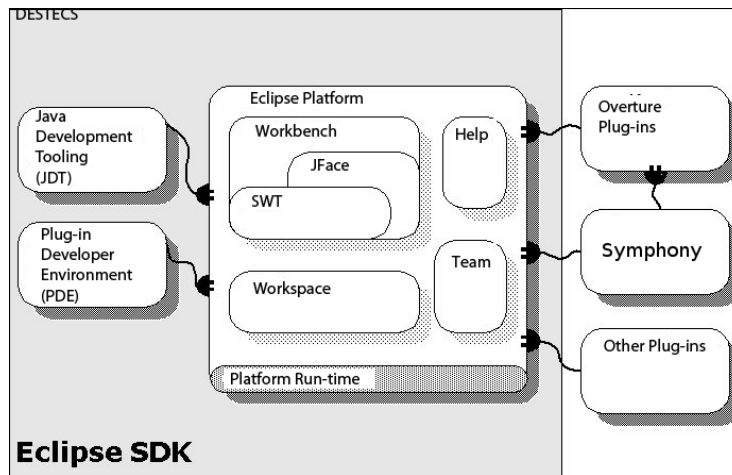 DESTECS
Java
Development
Tooling
(JDT)
Plug-in
Developer
Environment
(PDE)
Eclipse Platform
Workbench
JFace
SWT
Workspace
Help
Team
Platform Run-time
Overture
Plug-ins
Symphony
Other Plug-ins
Eclipse SDK